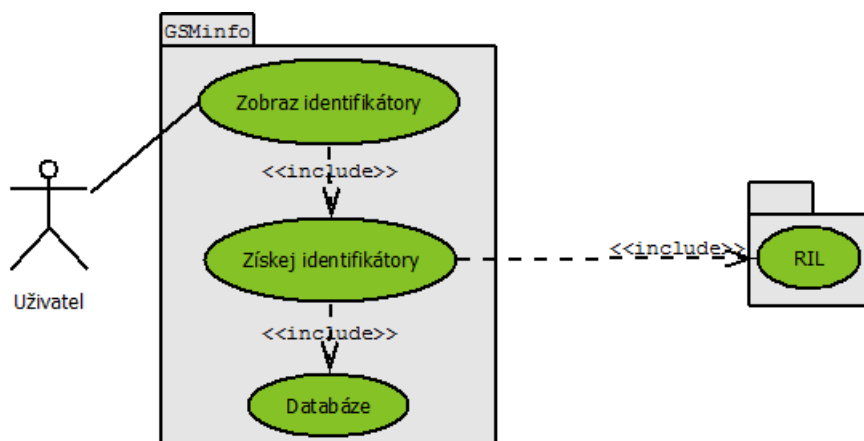 GSMinfo
Zobraz identifikátory
<<include>>
Získej identifikátory
<<include>>
RIL
Uživatel
<<include>>
Databáze